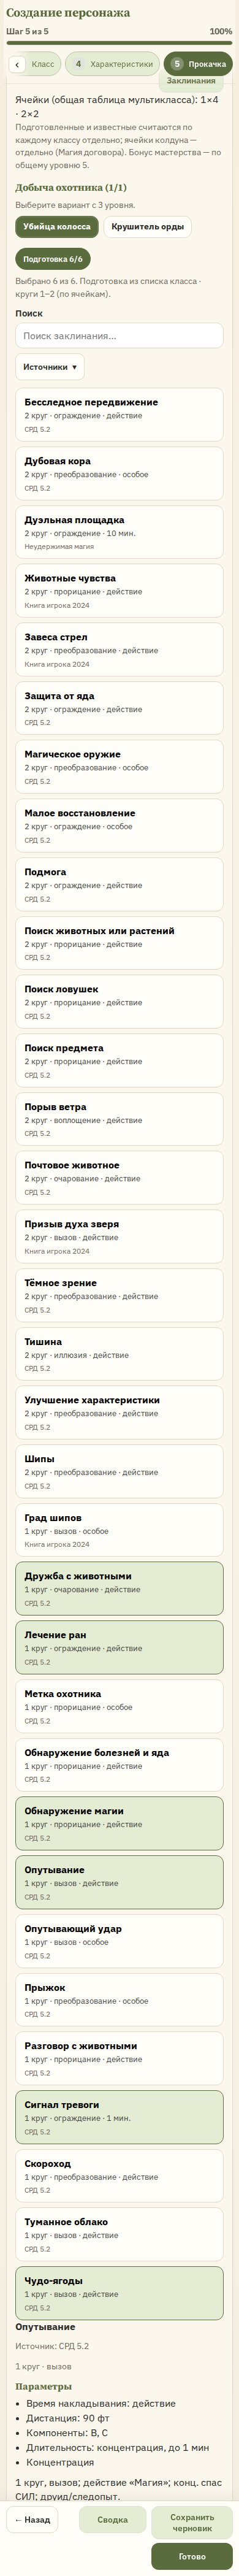 Создание персонажа
Шаг 5 из 5
100%
‹
Класс
4 Характеристики
5 Прокачка
Заклинания
Ячейки (общая таблица мультикласса): 1×4
· 2×2
Подготовленные и известные считаются по
каждому классу отдельно; ячейки колдуна —
отдельно (Магия договора). Бонус мастерства — по
общему уровню 5.
Добыча охотника (1/1)
Выберите вариант с 3 уровня.
Убийца колосса
Крушитель орды
Подготовка 6/6
Выбрано 6 из 6. Подготовка из списка класса ·
круги 1–2 (по ячейкам).
Поиск
Поиск заклинания…
Источники ▾
Бесследное передвижение
2 круг · ограждение · действие
СРД 5.2
Дубовая кора
2 круг · преобразование · особое
СРД 5.2
Дуэльная площадка
2 круг · ограждение · 10 мин.
Неудержимая магия
Животные чувства
2 круг · прорицание · действие
Книга игрока 2024
Завеса стрел
2 круг · преобразование · действие
Книга игрока 2024
Защита от яда
2 круг · ограждение · действие
СРД 5.2
Магическое оружие
2 круг · преобразование · особое
СРД 5.2
Малое восстановление
2 круг · ограждение · особое
СРД 5.2
Подмога
2 круг · ограждение · действие
СРД 5.2
Поиск животных или растений
2 круг · прорицание · действие
СРД 5.2
Поиск ловушек
2 круг · прорицание · действие
СРД 5.2
Поиск предмета
2 круг · прорицание · действие
СРД 5.2
Порыв ветра
2 круг · воплощение · действие
СРД 5.2
Почтовое животное
2 круг · очарование · действие
СРД 5.2
Призыв духа зверя
2 круг · вызов · действие
Книга игрока 2024
Тёмное зрение
2 круг · преобразование · действие
СРД 5.2
Тишина
2 круг · иллюзия · действие
СРД 5.2
Улучшение характеристики
2 круг · преобразование · действие
СРД 5.2
Шипы
2 круг · преобразование · действие
СРД 5.2
Град шипов
1 круг · вызов · особое
Книга игрока 2024
Дружба с животными
1 круг · очарование · действие
СРД 5.2
Лечение ран
1 круг · ограждение · действие
СРД 5.2
Метка охотника
1 круг · прорицание · особое
СРД 5.2
Обнаружение болезней и яда
1 круг · прорицание · действие
СРД 5.2
Обнаружение магии
1 круг · прорицание · действие
СРД 5.2
Опутывание
1 круг · вызов · действие
СРД 5.2
Опутывающий удар
1 круг · вызов · особое
СРД 5.2
Прыжок
1 круг · преобразование · особое
СРД 5.2
Разговор с животными
1 круг · прорицание · действие
СРД 5.2
Сигнал тревоги
1 круг · ограждение · 1 мин.
СРД 5.2
Скороход
1 круг · преобразование · действие
СРД 5.2
Туманное облако
1 круг · вызов · действие
СРД 5.2
Чудо-ягоды
1 круг · вызов · действие
СРД 5.2
Опутывание
Источник: СРД 5.2
1 круг · вызов
Параметры
• Время накладывания: действие
• Дистанция: 90 фт
• Компоненты: В, С
• Длительность: концентрация, до 1 мин
• Концентрация
1 круг, вызов; действие «Магия»; конц. спас
СИЛ; друид/следопыт.
← Назад
Сводка
Сохранить
черновик
Готово